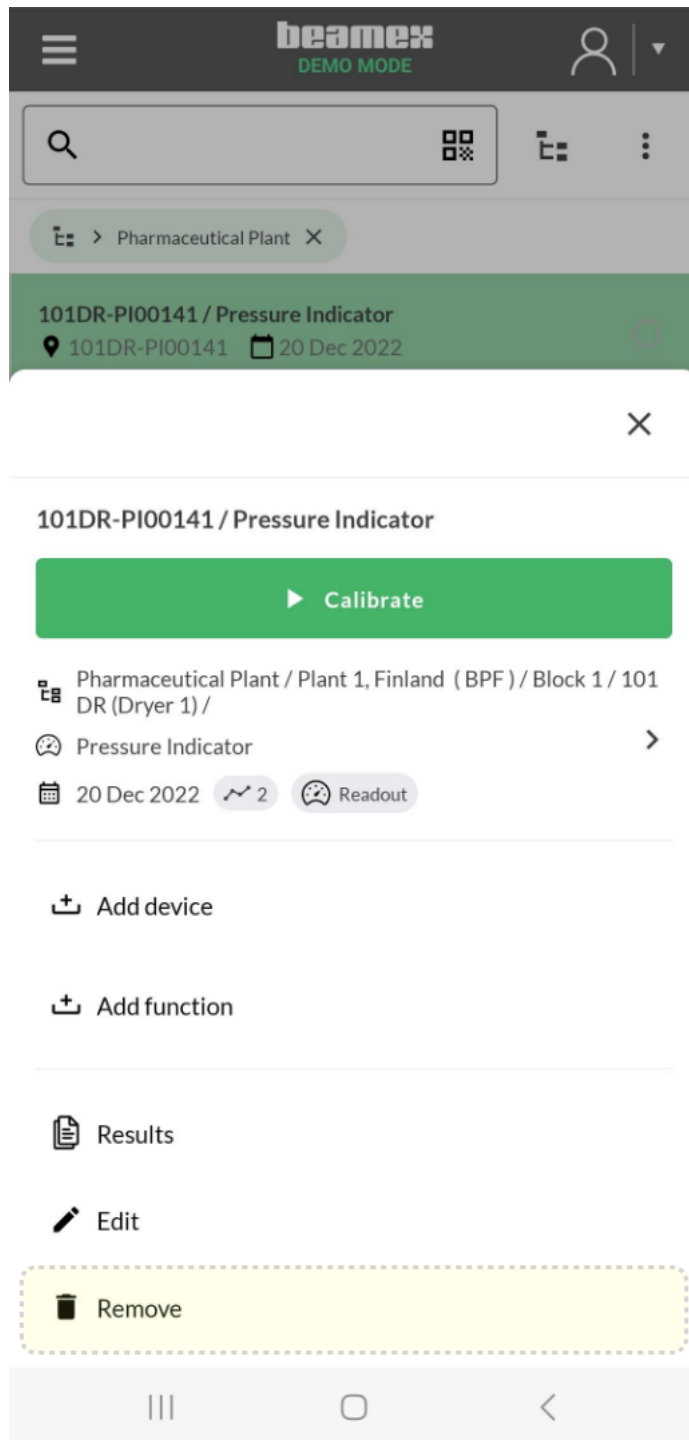 beamex
DEMO MODE
Pharmaceutical Plant
101DR-PI00141 / Pressure Indicator
101DR-PI00141 20 Dec 2022
101DR-PI00141 / Pressure Indicator
Calibrate
Pharmaceutical Plant / Plant 1, Finland ( BPF ) / Block 1 / 101
DR (Dryer 1) /
Pressure Indicator
20 Dec 2022 2 Readout
Add device
Add function
Results
Edit
Remove